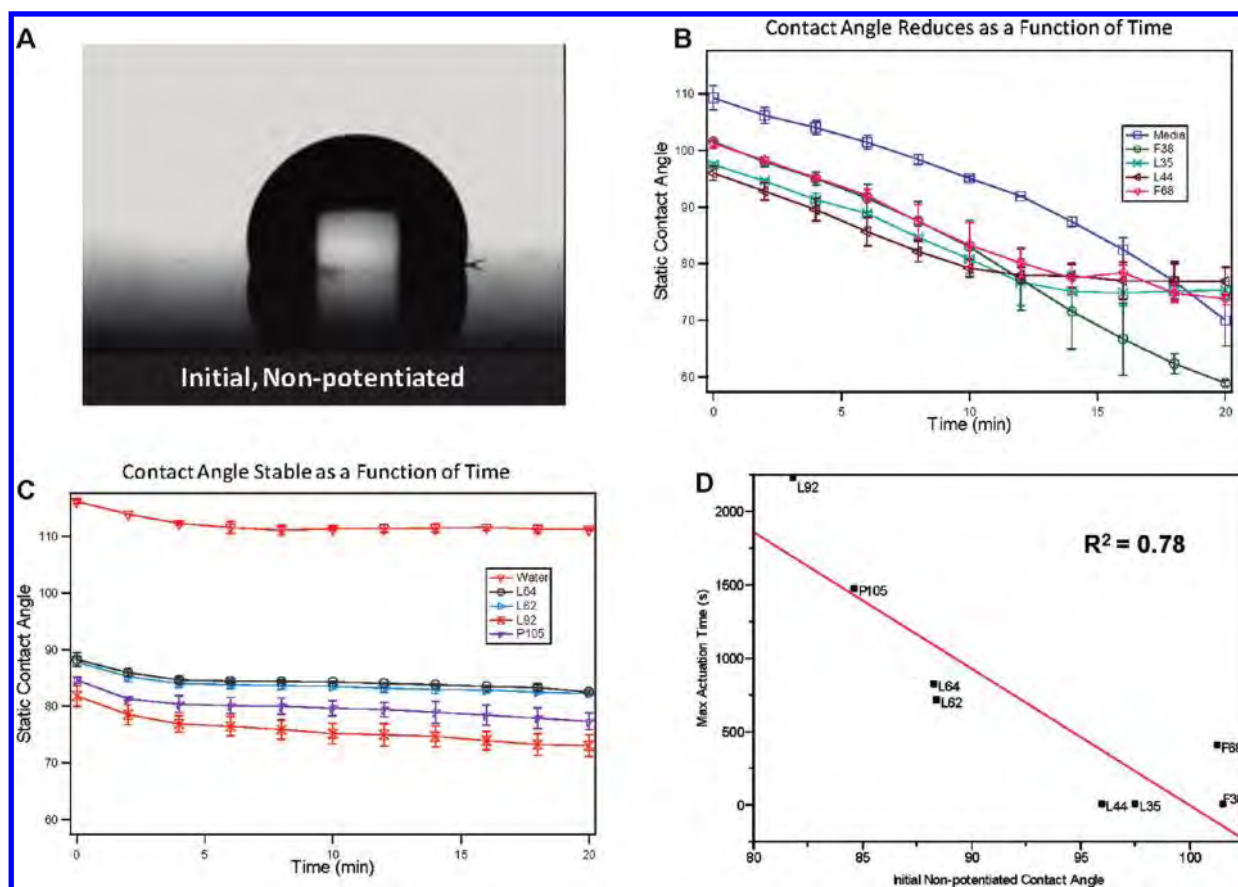 A
Initial, Non-potentiated
B
Contact Angle Reduces as a Function of Time
Static Contact Angle
110
100
90
80
70
60
Media
F38
L35
L44
F68
0
5
10
15
20
Time (min)
C
Contact Angle Stable as a Function of Time
Static Contact Angle
110
100
90
80
70
60
Water
L64
L62
L92
P105
0
5
10
15
20
Time (min)
D
Max Actuation Time (s)
2000
1500
1000
500
0
L92
P105
L64
L62
L44
L35
F68
R² = 0.78
80
85
90
95
100
Initial Non-potentiated Contact Angle